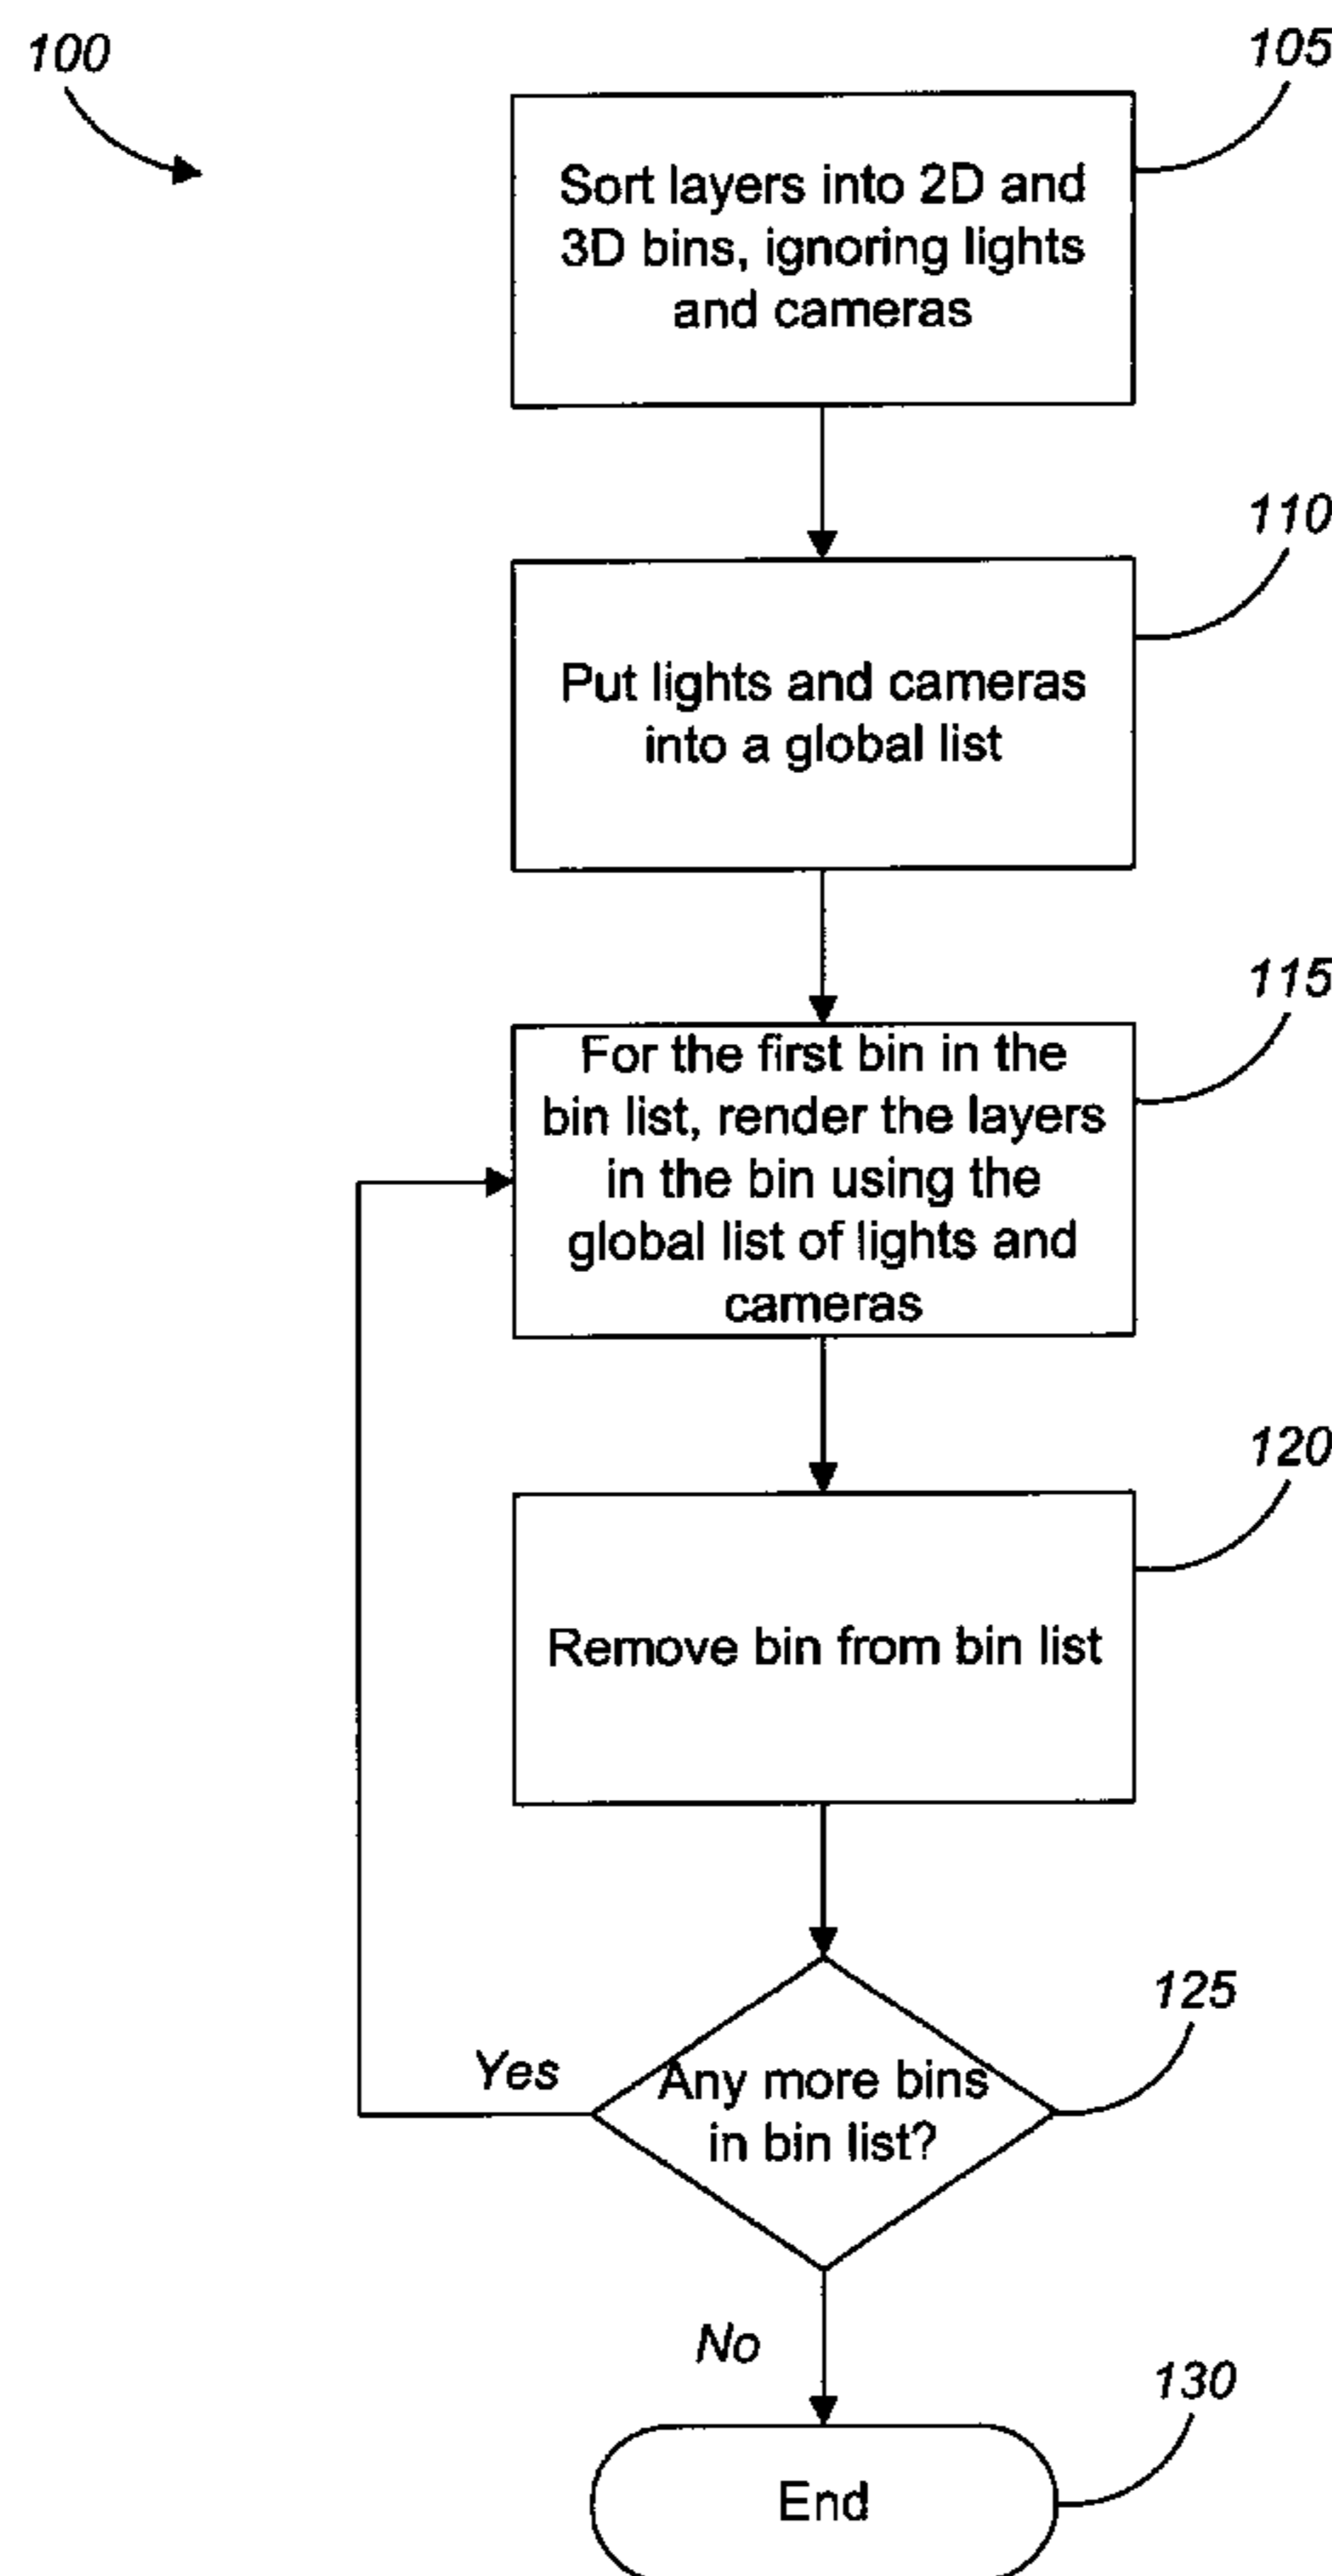 100
105
Sort layers into 2D and
3D bins, ignoring lights
and cameras
110
Put lights and cameras
into a global list
115
For the first bin in the
bin list, render the layers
in the bin using the
global list of lights and
cameras
120
Remove bin from bin list
125
Yes
Any more bins
in bin list?
No
130
End